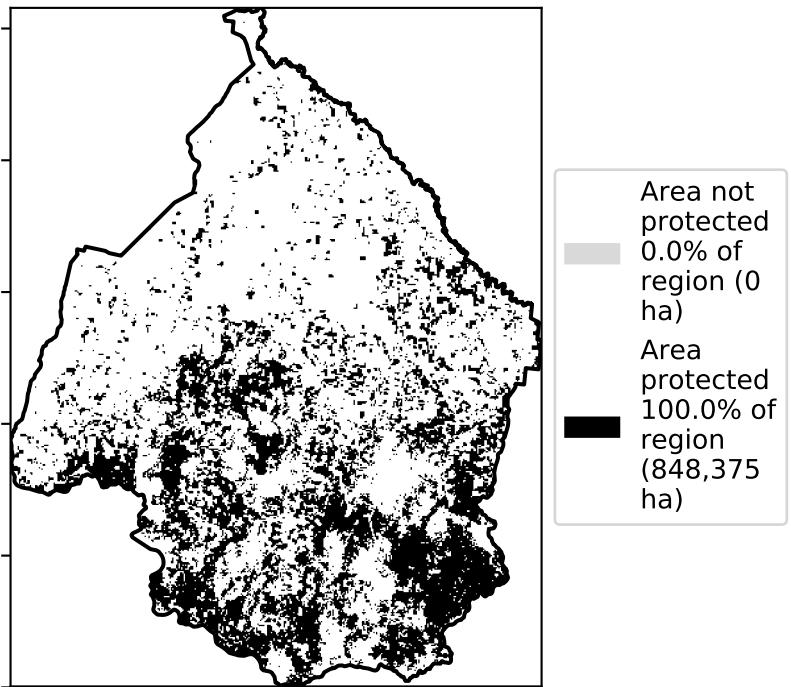 Area not
protected
0.0% of
region (0
ha)
Area
protected
100.0% of
region
(848,375
ha)